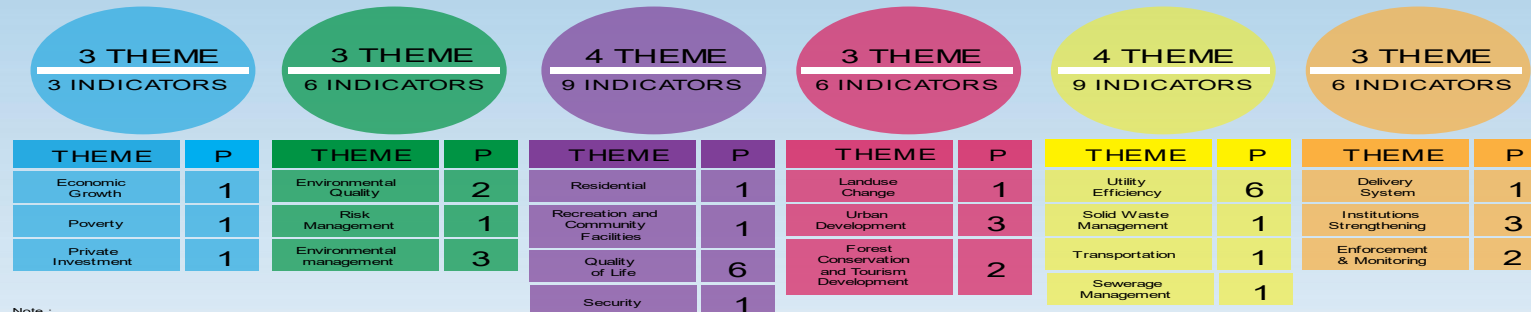 3 THEME
3 INDICATORS
3 THEME
6 INDICATORS
4 THEME
9 INDICATORS
3 THEME
6 INDICATORS
4 THEME
9 INDICATORS
3 THEME
6 INDICATORS
THEME P
Economic
Growth 1
Poverty 1
Private
Investment 1
THEME P
Environmental
Quality 2
Risk
Management 1
Environmental
management 3
THEME P
Residential 1
Recreation and
Community
Facilities 1
Quality
of Life 6
Security 1
THEME P
Landuse
Change 1
Urban
Development 3
Forest
Conservation
and Tourism
Development 2
THEME P
Utility
Efficiency 6
Solid Waste
Management 1
Transportation 1
Sewerage
Management 1
THEME P
Delivery
System 1
Institutions
Strengthening 3
Enforcement
& Monitoring 2
Note :